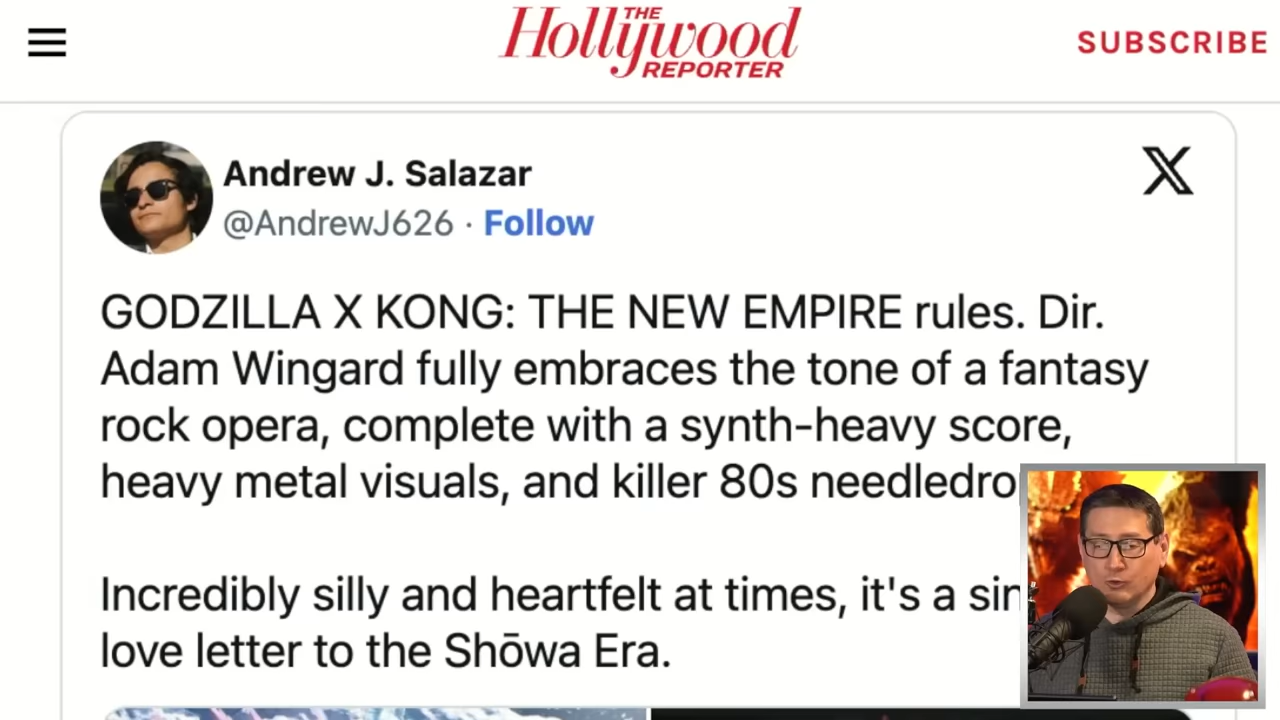 THE
Hollywood
REPORTER
SUBSCRIBE
Andrew J. Salazar
@AndrewJ626 · Follow
GODZILLA X KONG: THE NEW EMPIRE rules. Dir.
Adam Wingard fully embraces the tone of a fantasy
rock opera, complete with a synth-heavy score,
heavy metal visuals, and killer 80s
Incredibly silly and heartfelt at times, it's a
love letter to the Shōwa Era.